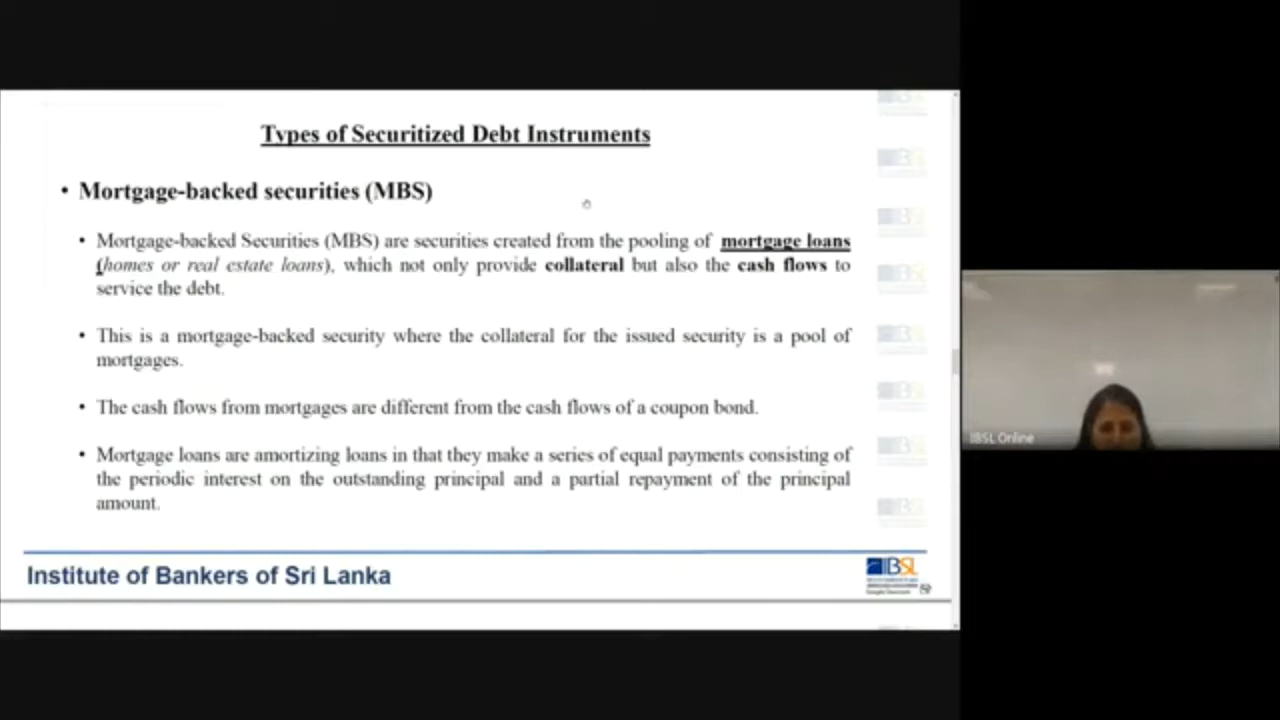 Types of Securitized Debt Instruments
• Mortgage-backed securities (MBS)
• Mortgage-backed Securities (MBS) are securities created from the pooling of mortgage loans
(homes or real estate loans), which not only provide collateral but also the cash flows to
service the debt.
• This is a mortgage-backed security where the collateral for the issued security is a pool of
mortgages.
• The cash flows from mortgages are different from the cash flows of a coupon bond.
• Mortgage loans are amortizing loans in that they make a series of equal payments consisting of
the periodic interest on the outstanding principal and a partial repayment of the principal
amount.
Institute of Bankers of Sri Lanka
IBSL
IBSL Online